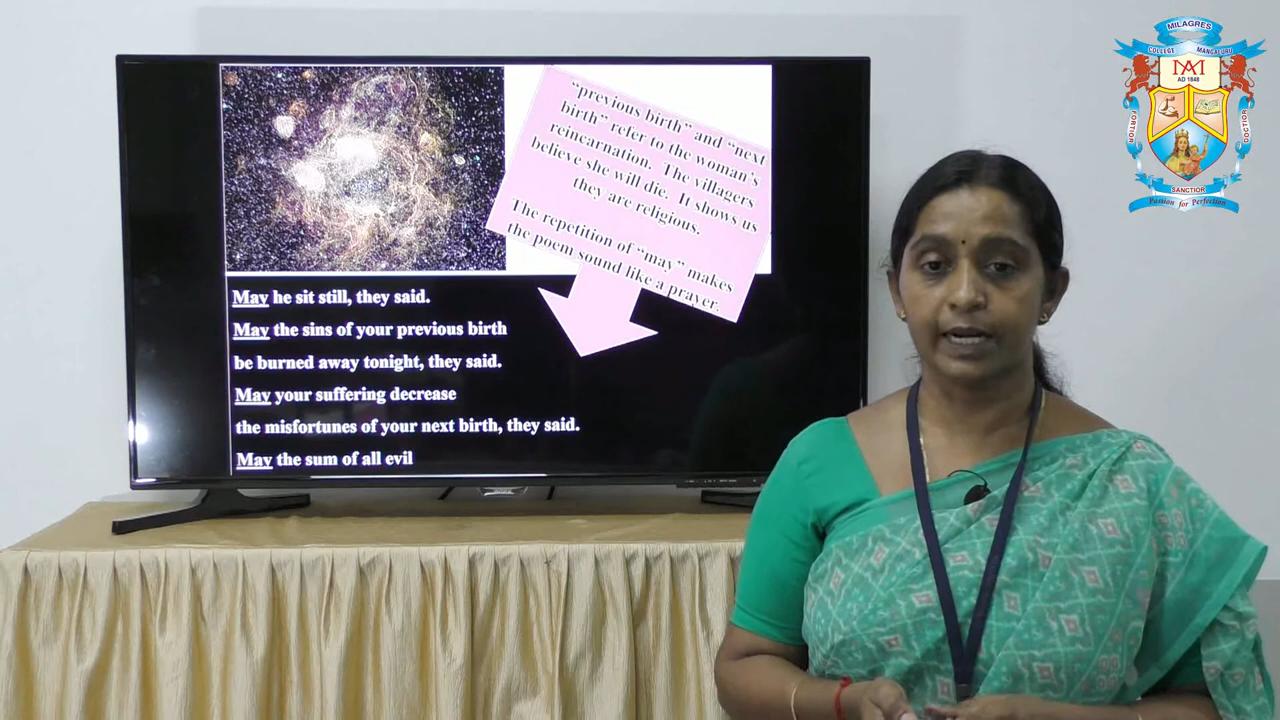 “previous birth” and “next
birth” refer to the woman’s
reincarnation. The villagers
believe she will die. It shows us
they are religious.
The repetition of “may” makes
the poem sound like a prayer.
May he sit still, they said.
May the sins of your previous birth
be burned away tonight, they said.
May your suffering decrease
the misfortunes of your next birth, they said.
May the sum of all evil
MILAGRES
COLLEGE MANGALURU
AD 1848
FORTIOR
DOCTIOR
SANCTIOR
Passion for Perfection